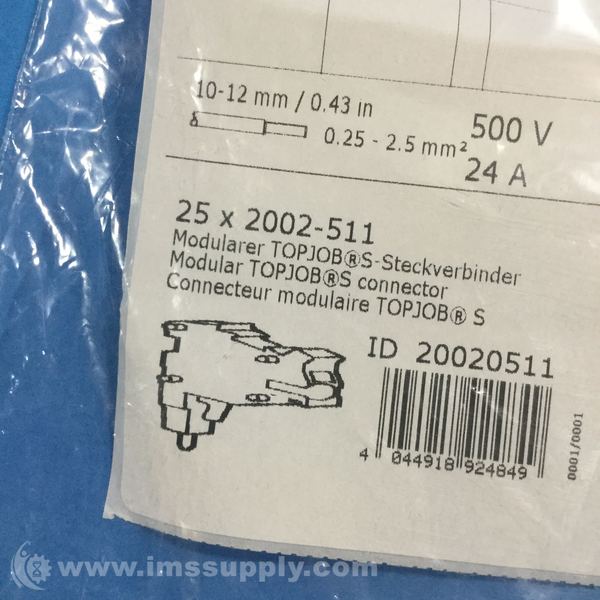 10-12 mm / 0.43 in
0.25 - 2.5 mm²
500 V
24 A
25 x 2002-511
Modularer TOPJOB®S-Steckverbinder
Modular TOPJOB®S connector
Connecteur modulaire TOPJOB® S
ID 20020511
4 044918 924849
0001/0001
www.imssupply.com